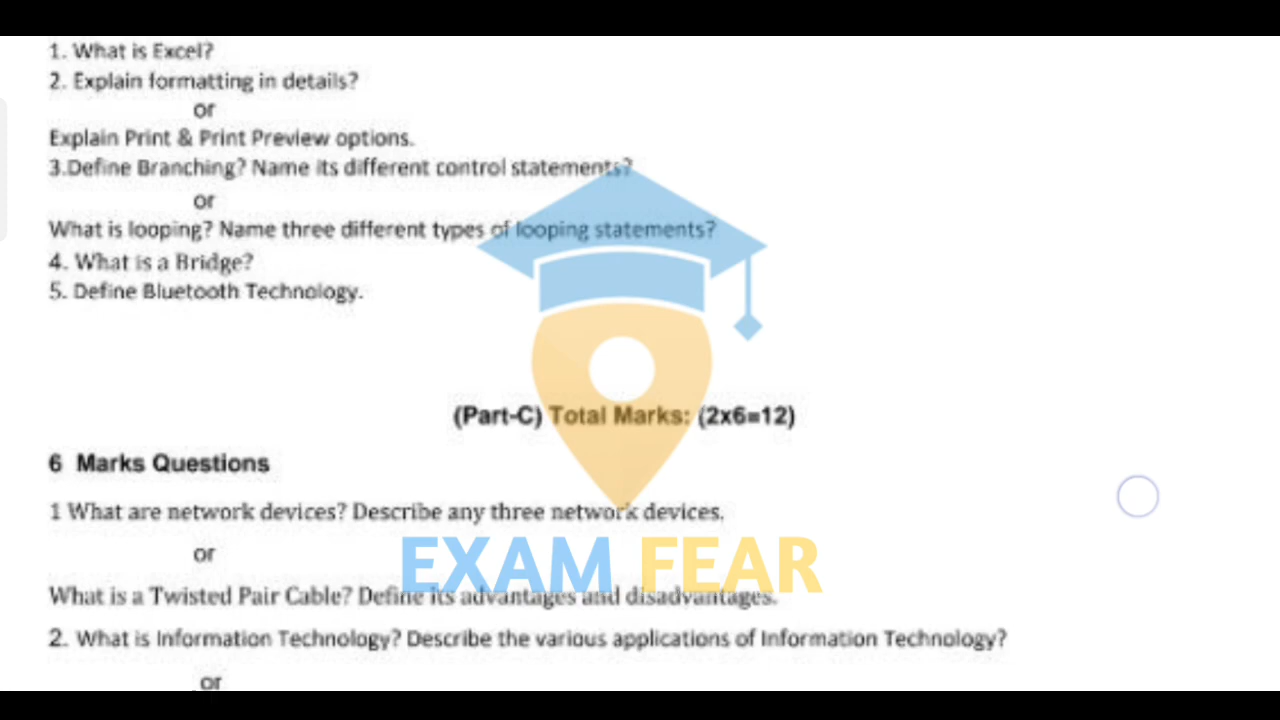 1. What is Excel?
2. Explain formatting in details?
or
Explain Print & Print Preview options.
3.Define Branching? Name its different control statements?
or
What is looping? Name three different types of looping statements?
4. What is a Bridge?
5. Define Bluetooth Technology.
(Part-C) Total Marks: (2x6=12)
6 Marks Questions
1 What are network devices? Describe any three network devices.
or
EXAM FEAR
What is a Twisted Pair Cable? Define its advantages and disadvantages.
2. What is Information Technology? Describe the various applications of Information Technology?
or